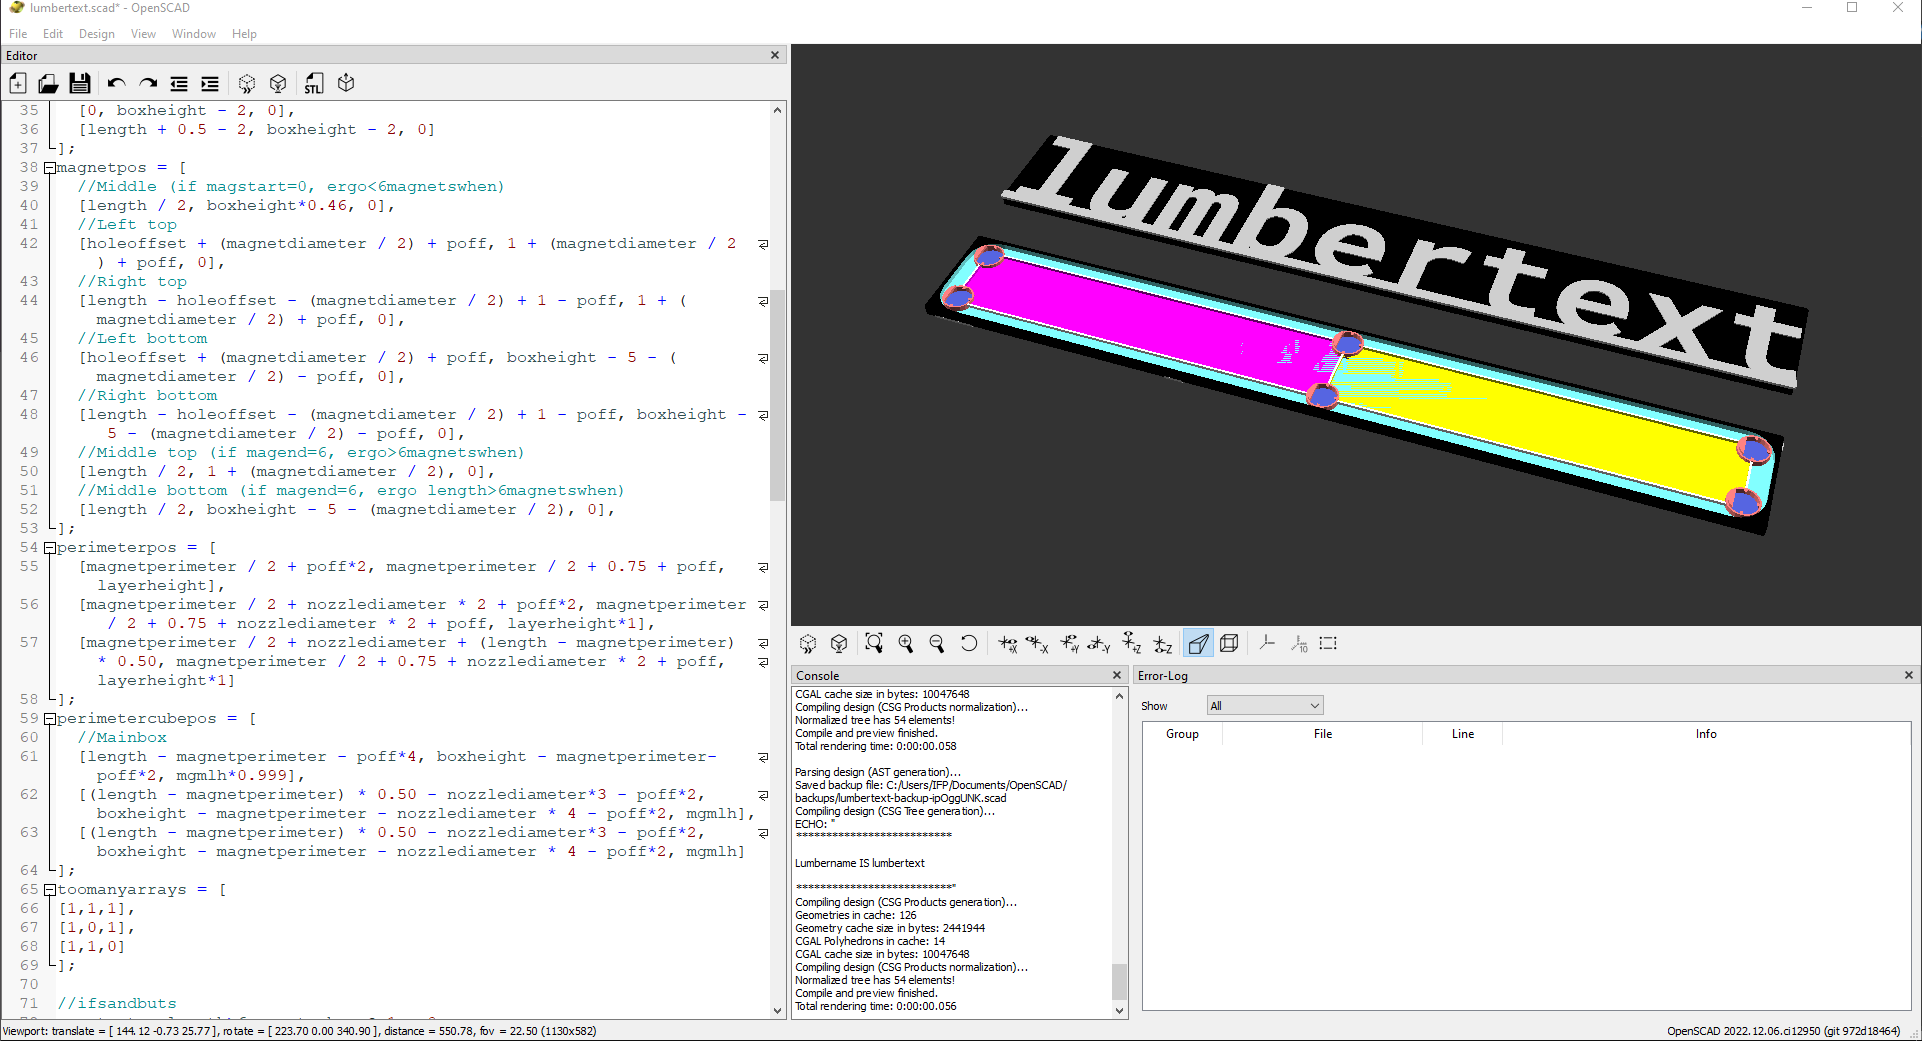 lumbertext.scad* - OpenSCAD
File Edit Design View Window Help
Editor
STL
35 [0, boxheight - 2, 0],
36 [length + 0.5 - 2, boxheight - 2, 0]
37 ];
38 magnetpos = [
39 //Middle (if magstart=0, ergo<6magnetswhen)
40 [length / 2, boxheight*0.46, 0],
41 //Left top
42 [holeoffset + (magnetdiameter / 2) + poff, 1 + (magnetdiameter / 2
) + poff, 0],
43 //Right top
44 [length - holeoffset - (magnetdiameter / 2) + 1 - poff, 1 + (
magnetdiameter / 2) + poff, 0],
45 //Left bottom
46 [holeoffset + (magnetdiameter / 2) + poff, boxheight - 5 - (
magnetdiameter / 2) - poff, 0],
47 //Right bottom
48 [length - holeoffset - (magnetdiameter / 2) + 1 - poff, boxheight -
5 - (magnetdiameter / 2) - poff, 0],
49 //Middle top (if magend=6, ergo>6magnetswhen)
50 [length / 2, 1 + (magnetdiameter / 2), 0],
51 //Middle bottom (if magend=6, ergo length>6magnetswhen)
52 [length / 2, boxheight - 5 - (magnetdiameter / 2), 0],
53 ];
54 perimeterpos = [
55 [magnetperimeter / 2 + poff*2, magnetperimeter / 2 + 0.75 + poff,
layerheight],
56 [magnetperimeter / 2 + nozzlediameter * 2 + poff*2, magnetperimeter
/ 2 + 0.75 + nozzlediameter * 2 + poff, layerheight*1],
57 [magnetperimeter / 2 + nozzlediameter + (length - magnetperimeter)
* 0.50, magnetperimeter / 2 + 0.75 + nozzlediameter * 2 + poff,
layerheight*1]
58 ];
59 perimetercubepos = [
60 //Mainbox
61 [length - magnetperimeter - poff*4, boxheight - magnetperimeter-
poff*2, mgmlh*0.999],
62 [(length - magnetperimeter) * 0.50 - nozzlediameter*3 - poff*2,
boxheight - magnetperimeter - nozzlediameter * 4 - poff*2, mgmlh],
63 [(length - magnetperimeter) * 0.50 - nozzlediameter*3 - poff*2,
boxheight - magnetperimeter - nozzlediameter * 4 - poff*2, mgmlh]
64 ];
65 toomanyarrays = [
66 [1,1,1],
67 [1,0,1],
68 [1,1,0]
69 ];
70
71 //ifsandbuts
lumbertext
Console
CGAL cache size in bytes: 10047648
Compiling design (CSG Products normalization)...
Normalized tree has 54 elements!
Compile and preview finished.
Total rendering time: 0:00:00.058
Parsing design (AST generation)...
Saved backup file: C:/Users/IFP/Documents/OpenSCAD/
backups/lumbertext-backup-ipOggUNK.scad
Compiling design (CSG Tree generation)...
ECHO: "
**************************
Lumbername IS lumbertext
**************************"
Compiling design (CSG Products generation)...
Geometries in cache: 126
Geometry cache size in bytes: 2441944
CGAL Polyhedrons in cache: 14
CGAL cache size in bytes: 10047648
Compiling design (CSG Products normalization)...
Normalized tree has 54 elements!
Compile and preview finished.
Total rendering time: 0:00:00.056
Error-Log
Show All
Group File Line Info
Viewport: translate = [ 144.12 -0.73 25.77 ], rotate = [ 223.70 0.00 340.90 ], distance = 550.78, fov = 22.50 (1130x582)
OpenSCAD 2022.12.06.ci12950 (git 972d18464)